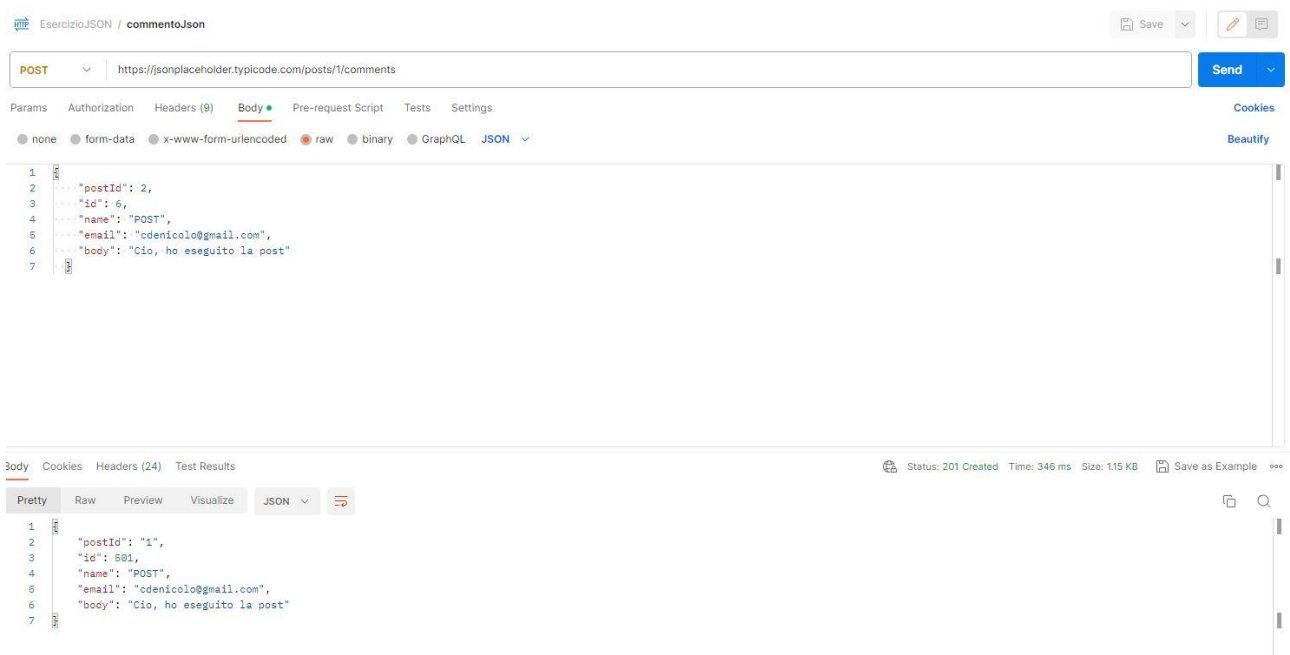 HTTP EsercizioJSON / commentoJson Save
POST https://jsonplaceholder.typicode.com/posts/1/comments Send
Params Authorization Headers (9) Body Pre-request Script Tests Settings Cookies
none form-data x-www-form-urlencoded raw binary GraphQL JSON Beautify
1 {
2 "postId": 2,
3 "id": 6,
4 "name": "POST",
5 "email": "cdenicolo@gmail.com",
6 "body": "Cio, ho eseguito la post"
7 }
Body Cookies Headers (24) Test Results Status: 201 Created Time: 346 ms Size: 1.15 KB Save as Example
Pretty Raw Preview Visualize JSON
1 {
2 "postId": "1",
3 "id": 501,
4 "name": "POST",
5 "email": "cdenicolo@gmail.com",
6 "body": "Cio, ho eseguito la post"
7 }